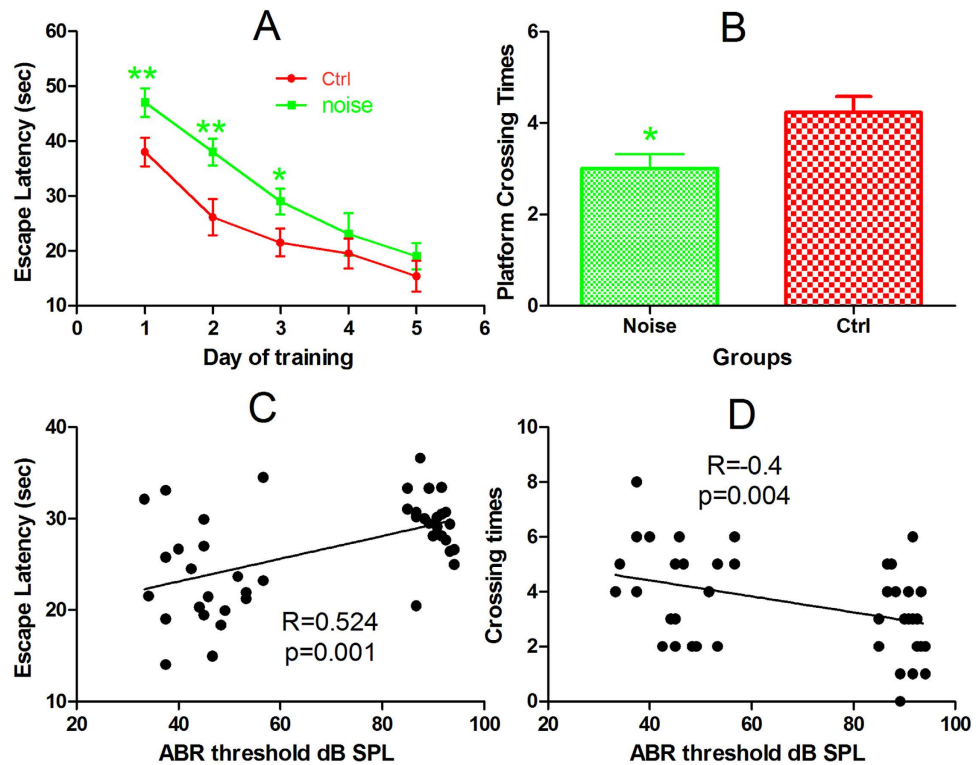 A
Escape Latency (sec)
60
50
40
30
20
10
**
**
*
Ctrl
noise
0
1
2
3
4
5
6
Day of training
B
Platform Crossing Times
6
4
2
0
*
Noise
Ctrl
Groups
C
Escape Latency (sec)
40
30
20
10
R=0.524
p=0.001
20
40
60
80
100
ABR threshold dB SPL
D
Crossing times
10
8
6
4
2
0
R=-0.4
p=0.004
20
40
60
80
100
ABR threshold dB SPL